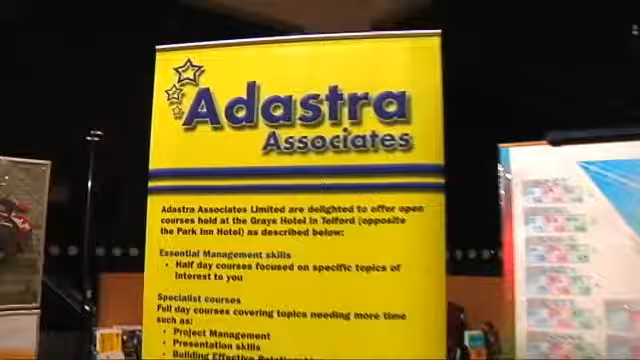 Adastra
Associates
Adastra Associates Limited are delighted to offer open
courses held at the Grays Hotel in Telford (opposite
the Park Inn Hotel) as described below:
Essential Management skills
• Half day courses focused on specific topics of
interest to you
Specialist courses
Full day courses covering topics needing more time
such as:
• Project Management
• Presentation skills
• Building Effective